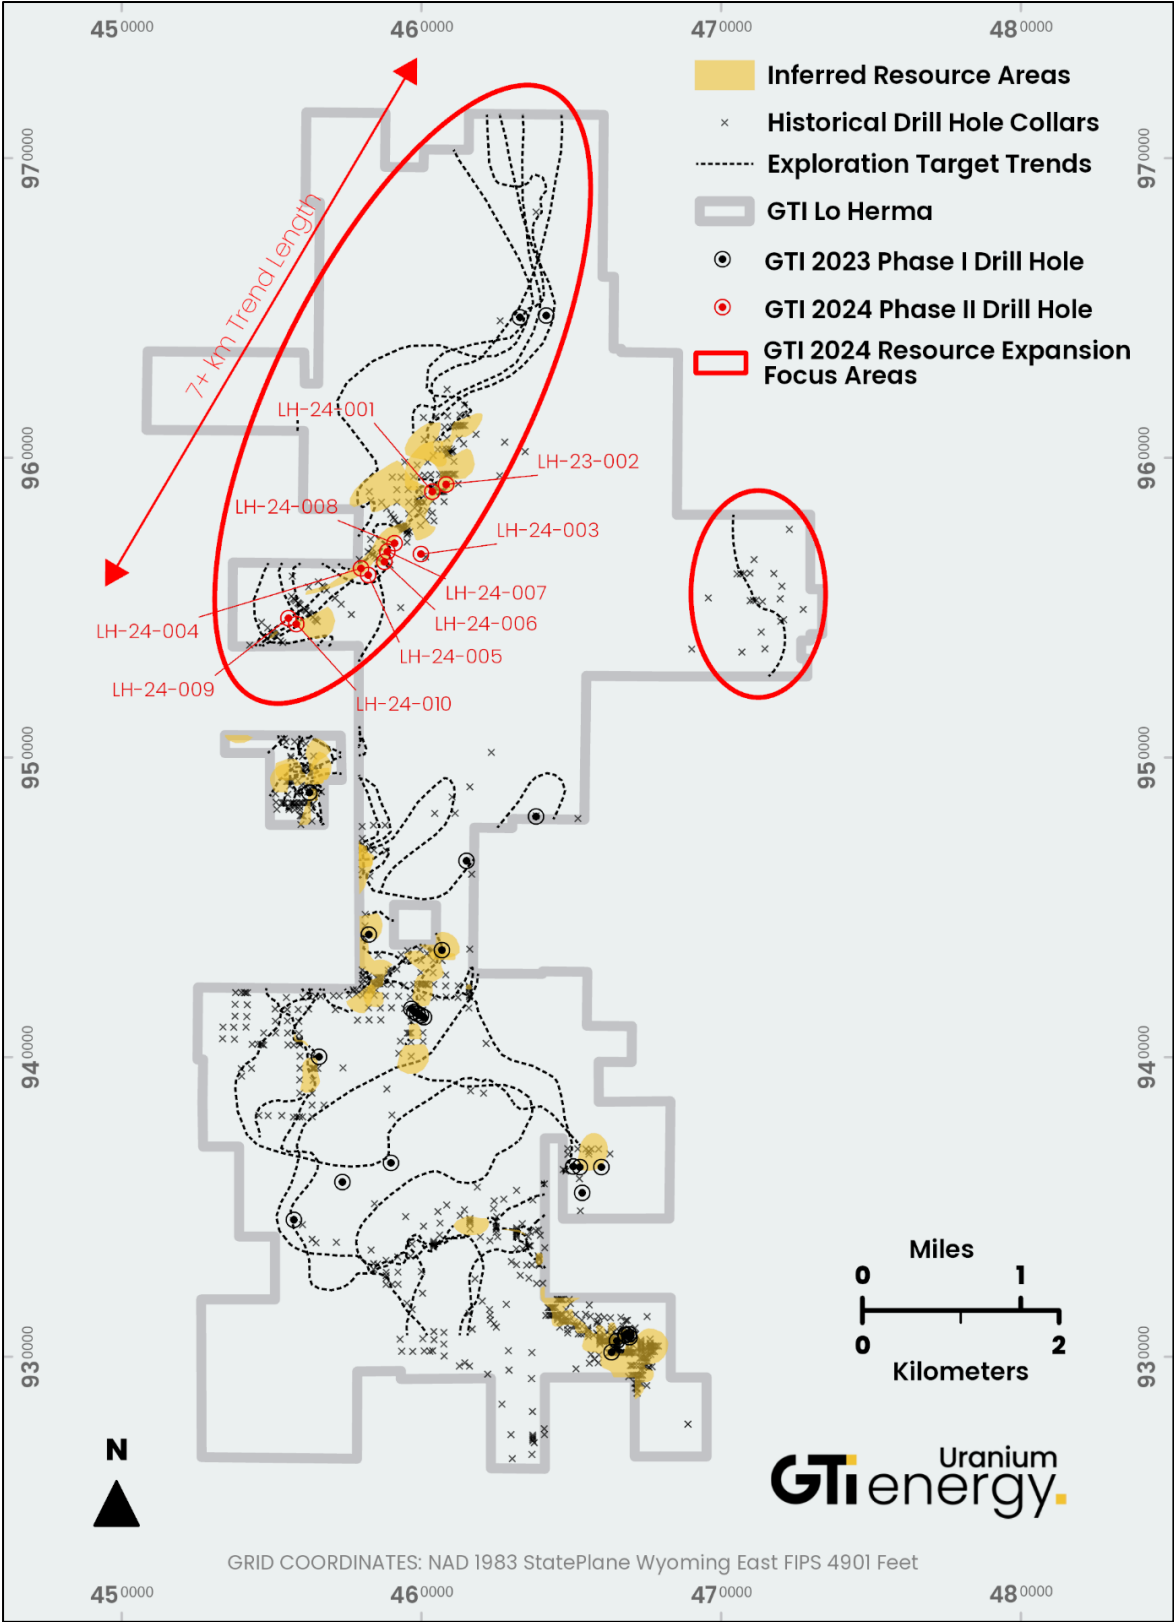 450000 460000 470000 480000
Inferred Resource Areas
Historical Drill Hole Collars
Exploration Target Trends
GTI Lo Herma
GTI 2023 Phase I Drill Hole
GTI 2024 Phase II Drill Hole
GTI 2024 Resource Expansion
Focus Areas
970000
970000
7+ km Trend Length
LH-24-001
960000
LH-23-002
960000
LH-24-008
LH-24-003
LH-24-007
LH-24-004
LH-24-006
LH-24-005
LH-24-009
LH-24-010
950000
950000
940000
940000
Miles
0 1
0 2
Kilometers
930000
930000
N
Uranium
GTi energy.
GRID COORDINATES: NAD 1983 StatePlane Wyoming East FIPS 4901 Feet
450000 460000 470000 480000